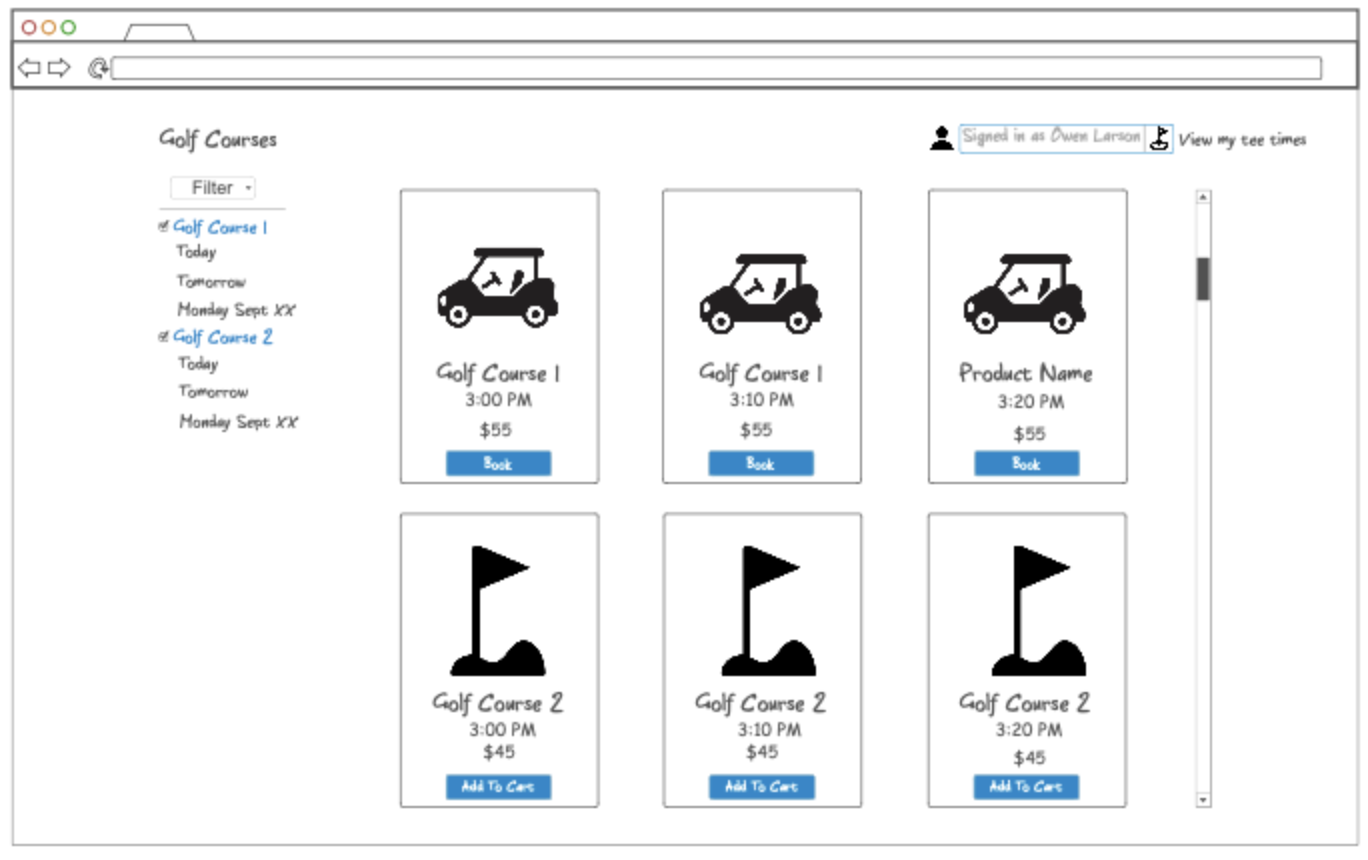 Golf Courses
Signed in as Owen Larson
View my tee times
Filter
Golf Course 1
Today
Tomorrow
Monday Sept XX
Golf Course 2
Today
Tomorrow
Monday Sept XX
Golf Course 1
3:00 PM
$55
Book
Golf Course 1
3:10 PM
$55
Book
Product Name
3:20 PM
$55
Book
Golf Course 2
3:00 PM
$45
Add To Cart
Golf Course 2
3:10 PM
$45
Add To Cart
Golf Course 2
3:20 PM
$45
Add To Cart